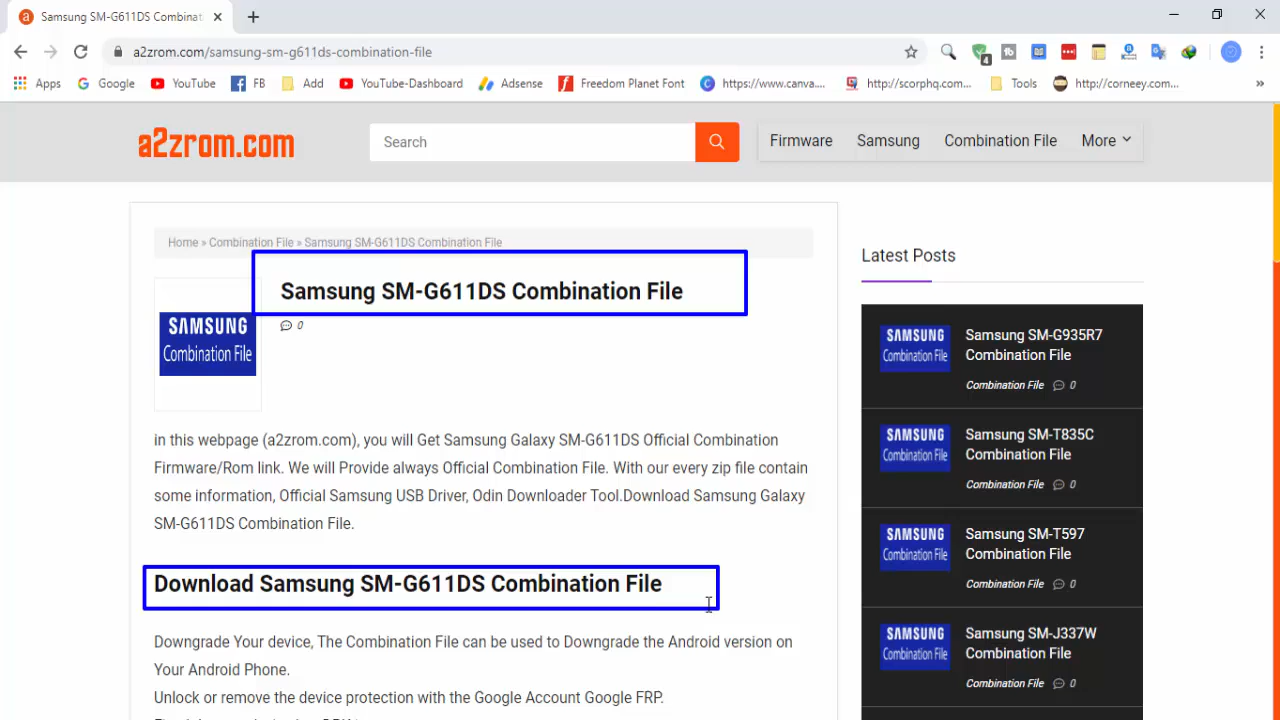 Samsung SM-G611DS Combinat
a2zrom.com/samsung-sm-g611ds-combination-file
4
Apps
Google
YouTube
FB
Add
YouTube-Dashboard
Adsense
Freedom Planet Font
https://www.canva....
http://scorphq.com...
Tools
http://corneey.com...
»
a2zrom.com
Search
Firmware
Samsung
Combination File
More
Home » Combination File » Samsung SM-G611DS Combination File
SAMSUNG
Combination File
Samsung SM-G611DS Combination File
0
in this webpage (a2zrom.com), you will Get Samsung Galaxy SM-G611DS Official Combination
Firmware/Rom link. We will Provide always Official Combination File. With our every zip file contain
some information, Official Samsung USB Driver, Odin Downloader Tool.Download Samsung Galaxy
SM-G611DS Combination File.
Download Samsung SM-G611DS Combination File
Downgrade Your device, The Combination File can be used to Downgrade the Android version on
Your Android Phone.
Unlock or remove the device protection with the Google Account Google FRP.
Latest Posts
SAMSUNG
Combination File
Samsung SM-G935R7
Combination File
Combination File 0
SAMSUNG
Combination File
Samsung SM-T835C
Combination File
Combination File 0
SAMSUNG
Combination File
Samsung SM-T597
Combination File
Combination File 0
SAMSUNG
Combination File
Samsung SM-J337W
Combination File
Combination File 0